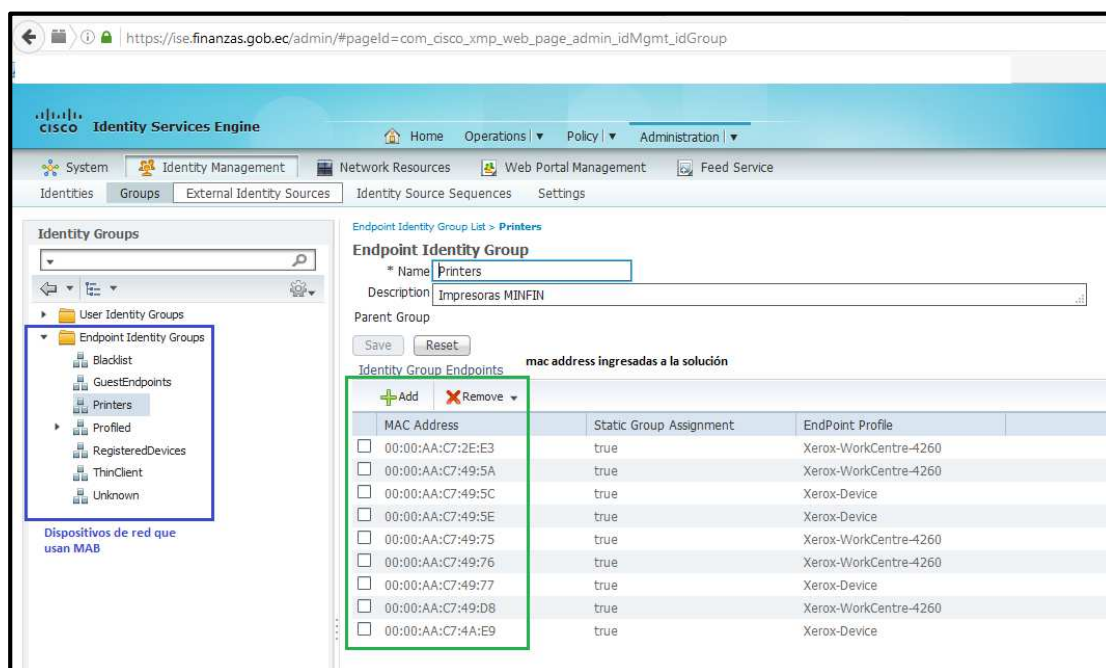 https://ise.finanzas.gob.ec/admin/#pageId=com_cisco_xmp_web_page_admin_idMgmt_idGroup
CISCO Identity Services Engine
Home Operations | ▼ Policy | ▼ Administration | ▼
System Identity Management Network Resources Web Portal Management Feed Service
Identities Groups External Identity Sources Identity Source Sequences Settings
Identity Groups
User Identity Groups
Endpoint Identity Groups
Blacklist
GuestEndpoints
Printers
Profiled
RegisteredDevices
ThinClient
Unknown
Dispositivos de red que
usan MAB
Endpoint Identity Group List > Printers
Endpoint Identity Group
* Name Printers
Description Impresoras MINFIN
Parent Group
Save Reset
mac address ingresadas a la solución
Identity Group Endpoints
Add Remove
MAC Address Static Group Assignment EndPoint Profile
00:00:AA:C7:2E:E3 true Xerox-WorkCentre-4260
00:00:AA:C7:49:5A true Xerox-WorkCentre-4260
00:00:AA:C7:49:5C true Xerox-Device
00:00:AA:C7:49:5E true Xerox-Device
00:00:AA:C7:49:75 true Xerox-WorkCentre-4260
00:00:AA:C7:49:76 true Xerox-WorkCentre-4260
00:00:AA:C7:49:77 true Xerox-Device
00:00:AA:C7:49:D8 true Xerox-WorkCentre-4260
00:00:AA:C7:4A:E9 true Xerox-Device